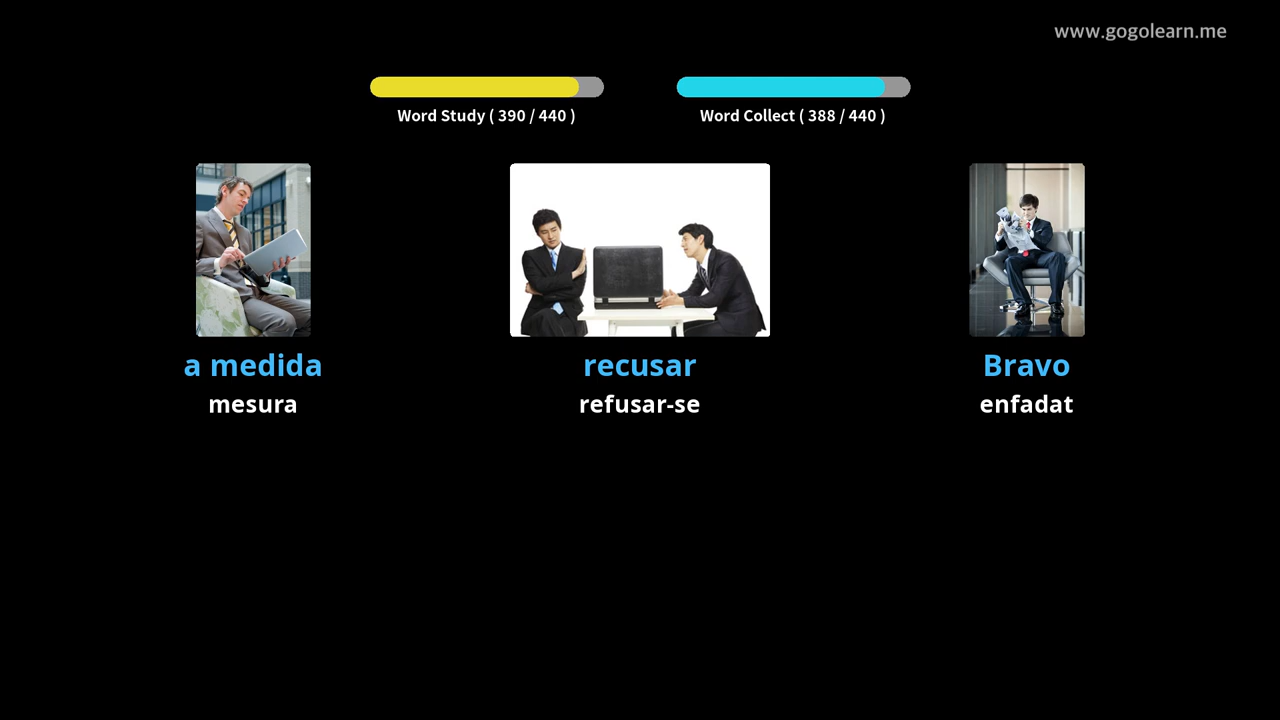 www.gogolearn.me
Word Study ( 390 / 440 )
Word Collect ( 388 / 440 )
a medida
recusar
Bravo
mesura
refusar-se
enfadat